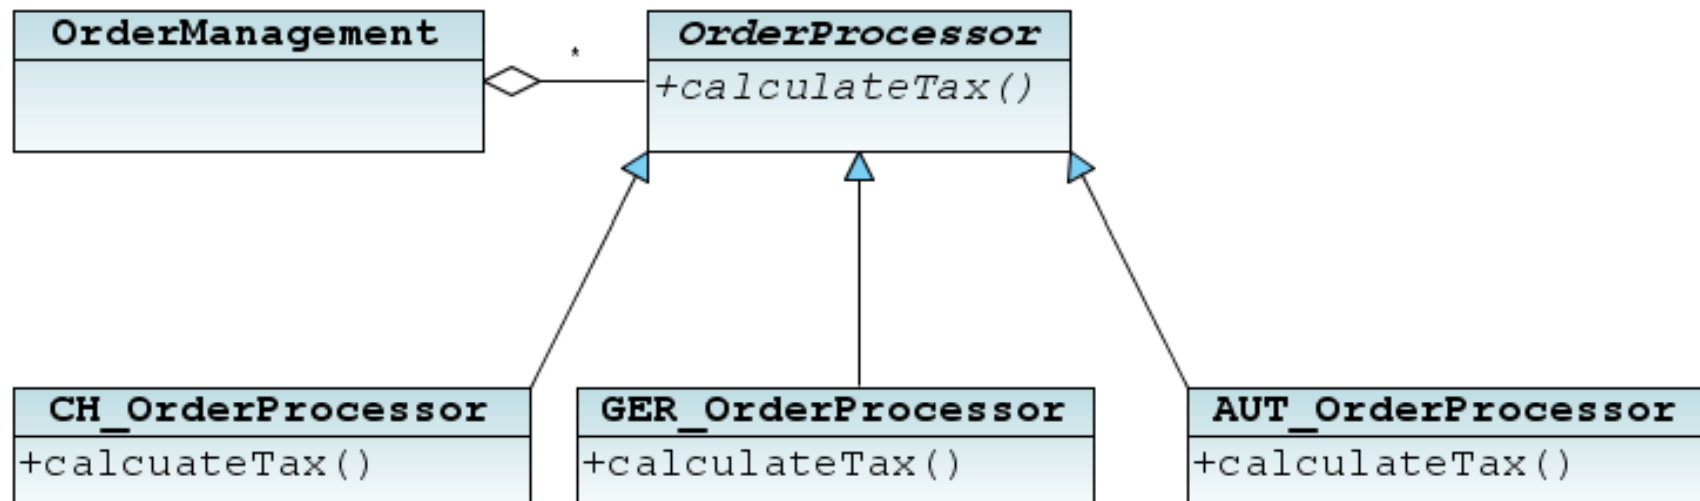 OrderManagement
*
OrderProcessor
+calculateTax()
CH_OrderProcessor
+calcuateTax()
GER_OrderProcessor
+calculateTax()
AUT_OrderProcessor
+calculateTax()